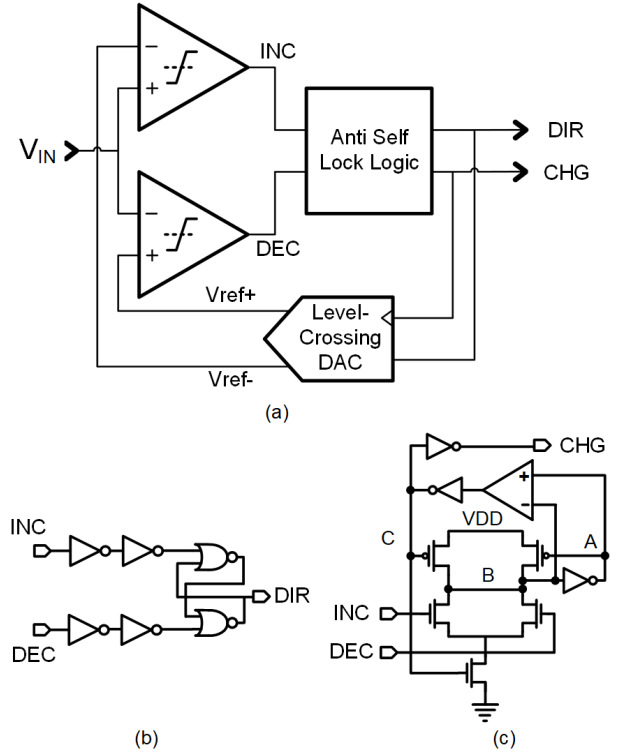 INC
−
+
V_IN
Anti Self
Lock Logic
DIR
CHG
−
+
DEC
Vref+
Level-
Crossing
DAC
Vref-
(a)
INC
DIR
DEC
(b)
CHG
+
−
VDD
C
A
B
INC
DEC
(c)